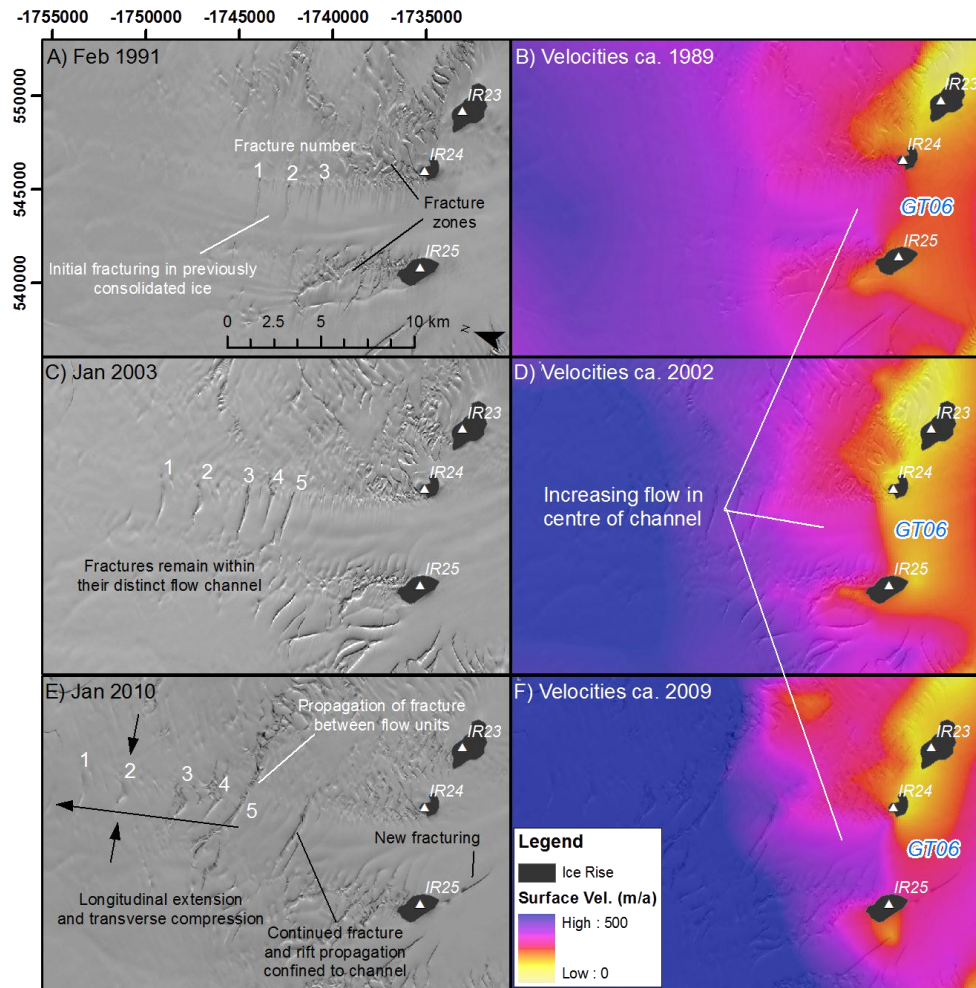 -1755000 -1750000 -1745000 -1740000 -1735000
550000
545000
540000
A) Feb 1991
IR23
Fracture number
1 2 3
IR24
Fracture
zones
IR25
Initial fracturing in previously
consolidated ice
0 2.5 5 10 km
N
B) Velocities ca. 1989
IR23
IR24
GT06
IR25
C) Jan 2003
IR23
1 2 3 4 5
IR24
Fractures remain within
their distinct flow channel
IR25
D) Velocities ca. 2002
IR23
IR24
Increasing flow in
centre of channel
GT06
IR25
E) Jan 2010
Propagation of fracture
between flow units
IR23
1 2 3 4 5
IR24
New fracturing
IR25
Longitudinal extension
and transverse compression
Continued fracture
and rift propagation
confined to channel
F) Velocities ca. 2009
IR23
IR24
GT06
IR25
Legend
Ice Rise
Surface Vel. (m/a)
High : 500
Low : 0